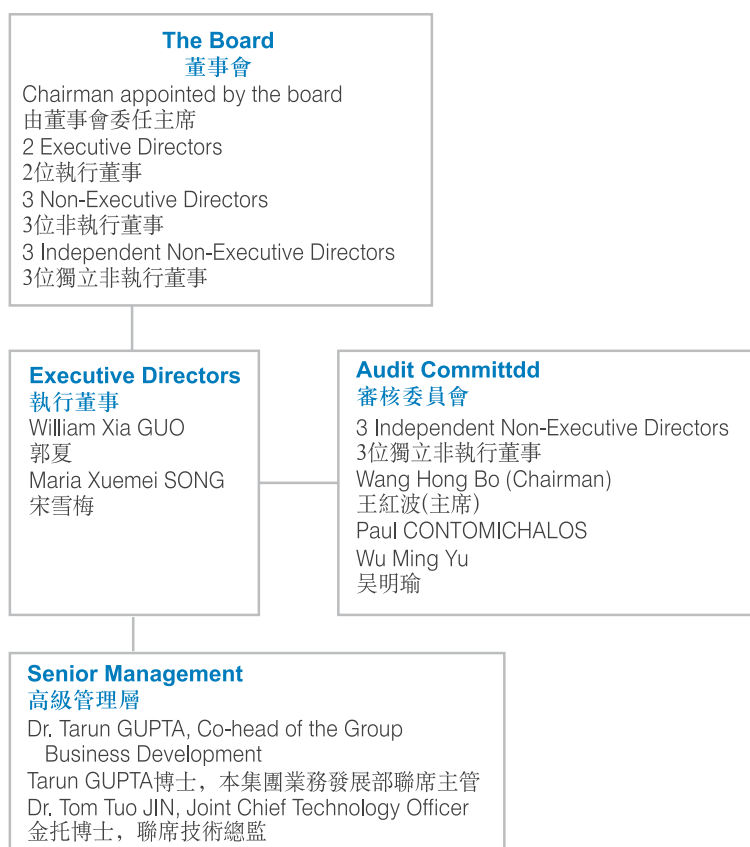 The Board
董事會
Chairman appointed by the board
由董事會委任主席
2 Executive Directors
2位執行董事
3 Non-Executive Directors
3位非執行董事
3 Independent Non-Executive Directors
3位獨立非執行董事
Executive Directors
執行董事
William Xia GUO
郭夏
Maria Xuemei SONG
宋雪梅
Audit Committdd
審核委員會
3 Independent Non-Executive Directors
3位獨立非執行董事
Wang Hong Bo (Chairman)
王紅波(主席)
Paul CONTOMICHALOS
Wu Ming Yu
吴明瑜
Senior Management
高級管理層
Dr. Tarun GUPTA, Co-head of the Group
Business Development
Tarun GUPTA博士，本集團業務發展部聯席主管
Dr. Tom Tuo JIN, Joint Chief Technology Officer
金托博士，聯席技術總監